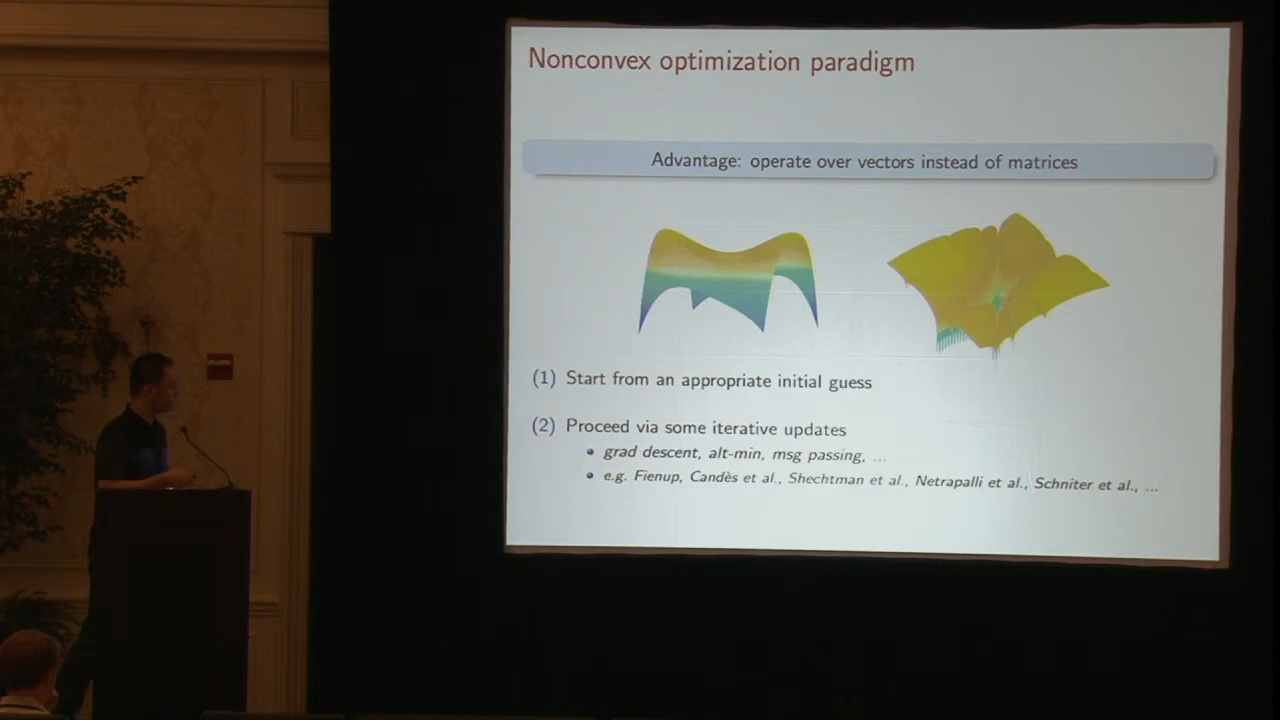 Nonconvex optimization paradigm
Advantage: operate over vectors instead of matrices
(1) Start from an appropriate initial guess
(2) Proceed via some iterative updates
• grad descent, alt-min, msg passing, ...
• e.g. Fienup, Candès et al., Shechtman et al., Netrapalli et al., Schniter et al., ...